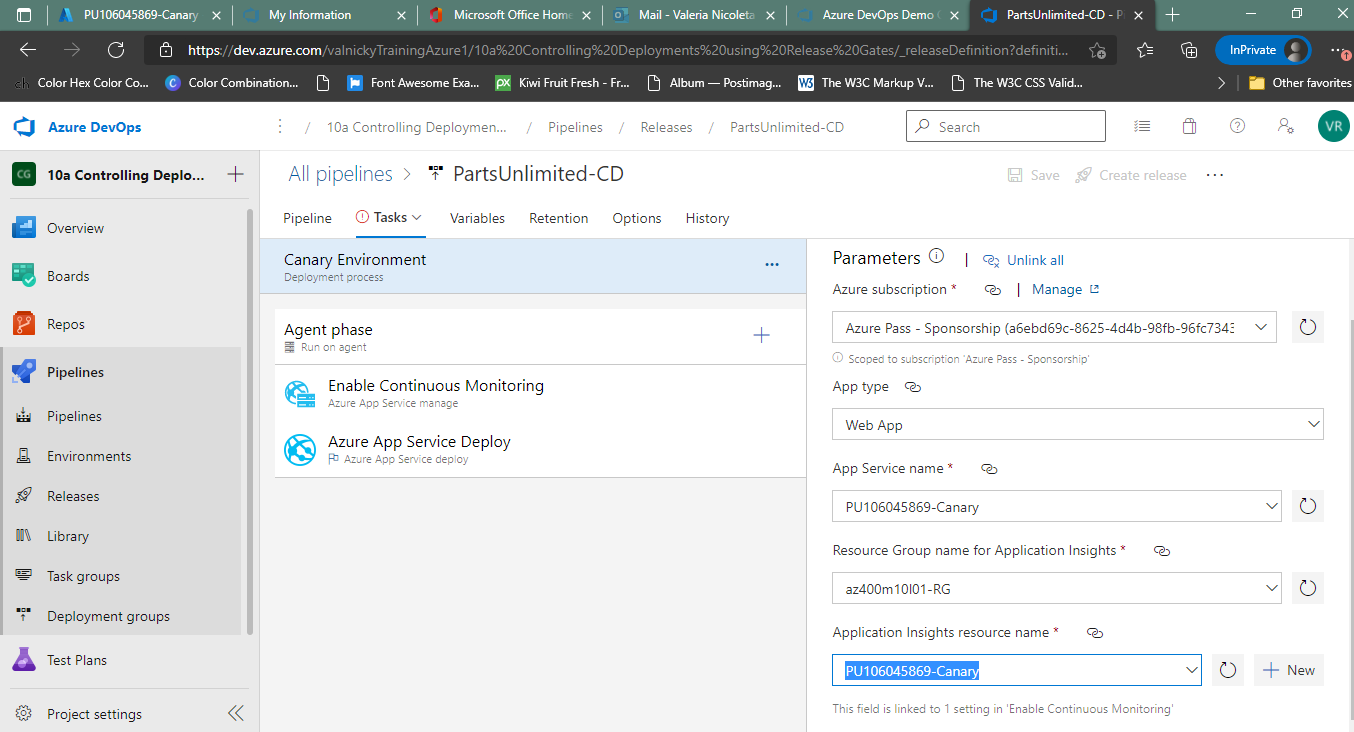 PU106045869-Canary
My Information
Microsoft Office Home
Mail - Valeria Nicoleta
Azure DevOps Demo
PartsUnlimited-CD - P
https://dev.azure.com/valnickyTrainingAzure1/10a%20Controlling%20Deployments%20using%20Release%20Gates/_releaseDefinition?definiti...
InPrivate
ch Color Hex Color Co...
C Color Combination...
Font Awesome Exa...
px Kiwi Fruit Fresh - Fr...
Album — Postimag...
W3 The W3C Markup V...
The W3C CSS Valid...
Other favorites
Azure DevOps
/ 10a Controlling Deploymen... / Pipelines / Releases / PartsUnlimited-CD
Search
VR
CG 10a Controlling Deplo...
Overview
Boards
Repos
Pipelines
Pipelines
Environments
Releases
Library
Task groups
Deployment groups
Test Plans
Project settings
All pipelines > PartsUnlimited-CD
Save
Create release
Pipeline
Tasks
Variables
Retention
Options
History
Canary Environment
Deployment process
Agent phase
Run on agent
Enable Continuous Monitoring
Azure App Service manage
Azure App Service Deploy
Azure App Service deploy
Parameters | Unlink all
Azure subscription * | Manage
Azure Pass - Sponsorship (a6ebd69c-8625-4d4b-98fb-96fc7343
Scoped to subscription 'Azure Pass - Sponsorship'
App type
Web App
App Service name *
PU106045869-Canary
Resource Group name for Application Insights *
az400m10l01-RG
Application Insights resource name *
PU106045869-Canary
New
This field is linked to 1 setting in 'Enable Continuous Monitoring'